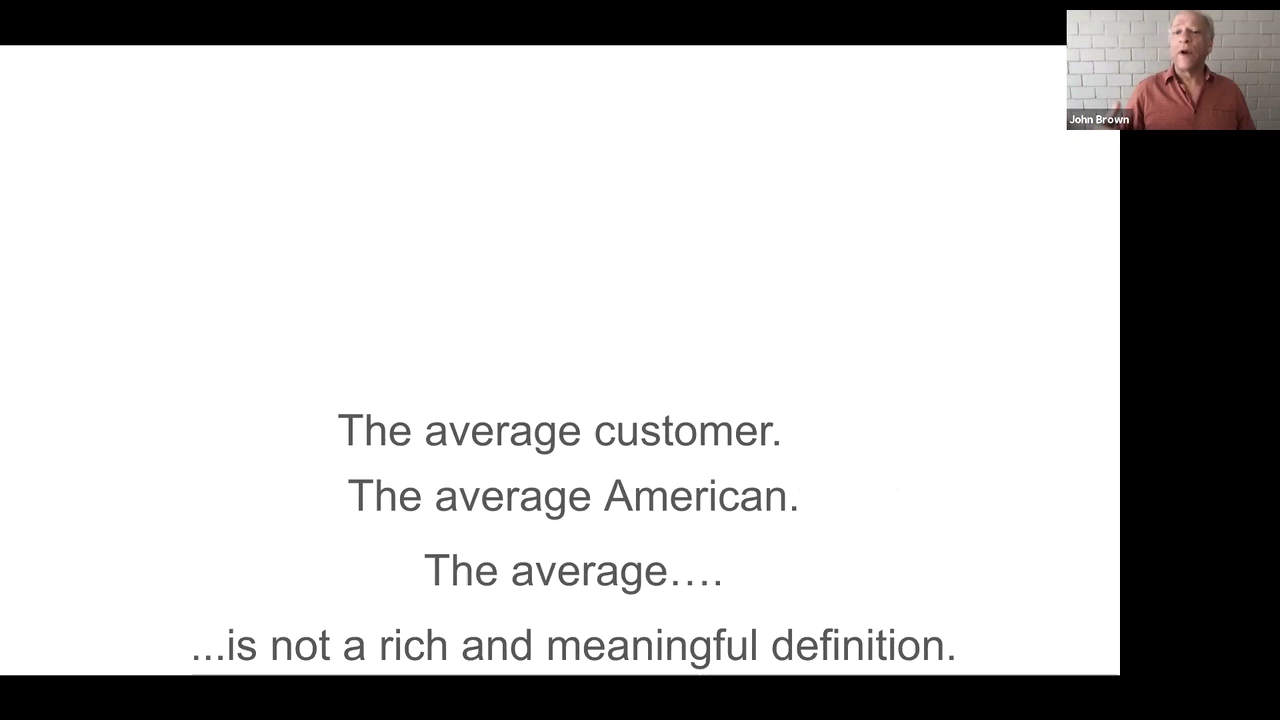 John Brown
The average customer.
The average American.
The average….
...is not a rich and meaningful definition.